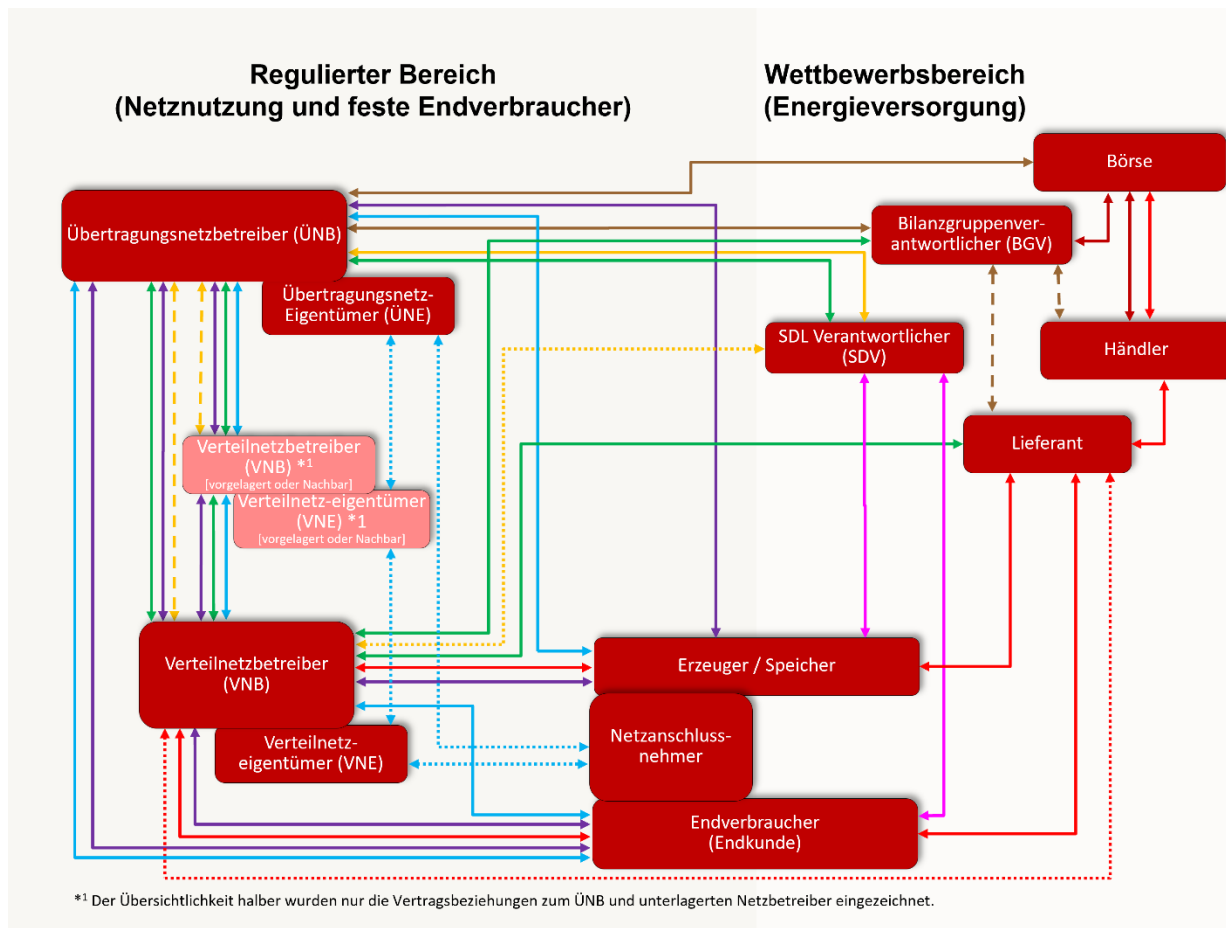 Regulierter Bereich
(Netznutzung und feste Endverbraucher)
Wettbewerbsbereich
(Energieversorgung)
Börse
Übertragungsnetzbetreiber (ÜNB)
Bilanzgruppenver-
antwortlicher (BGV)
Übertragungsnetz-
Eigentümer (ÜNE)
SDL Verantwortlicher
(SDV)
Händler
Verteilnetzbetreiber
(VNB) *1
[vorgelagert oder Nachbar]
Lieferant
Verteilnetz-eigentümer
(VNE) *1
[vorgelagert oder Nachbar]
Verteilnetzbetreiber
(VNB)
Erzeuger / Speicher
Verteilnetz-
eigentümer (VNE)
Netzanschluss-
nehmer
Endverbraucher
(Endkunde)
*1 Der Übersichtlichkeit halber wurden nur die Vertragsbeziehungen zum ÜNB und unterlagerten Netzbetreiber eingezeichnet.